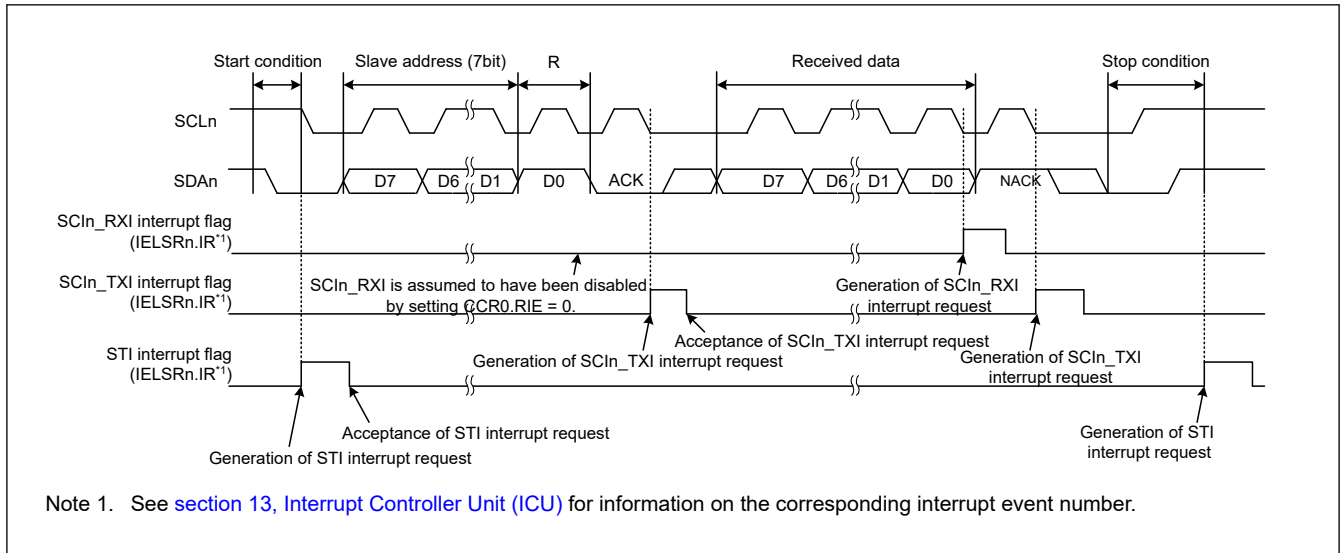 Start condition
Slave address (7bit)
R
Received data
Stop condition
SCLn
SDAn
D7
D6
D1
D0
ACK
D7
D6
D1
D0
NACK
SCIn_RXI interrupt flag
(IELSRn.IR*1)
SCIn_TXI interrupt flag
(IELSRn.IR*1)
SCIn_RXI is assumed to have been disabled
by setting CCR0.RIE = 0.
Generation of SCIn_RXI
interrupt request
Acceptance of SCIn_TXI interrupt request
Generation of SCIn_TXI interrupt request
Generation of SCIn_TXI
interrupt request
STI interrupt flag
(IELSRn.IR*1)
Acceptance of STI interrupt request
Generation of STI interrupt request
Generation of STI
interrupt request
Note 1. See section 13, Interrupt Controller Unit (ICU) for information on the corresponding interrupt event number.